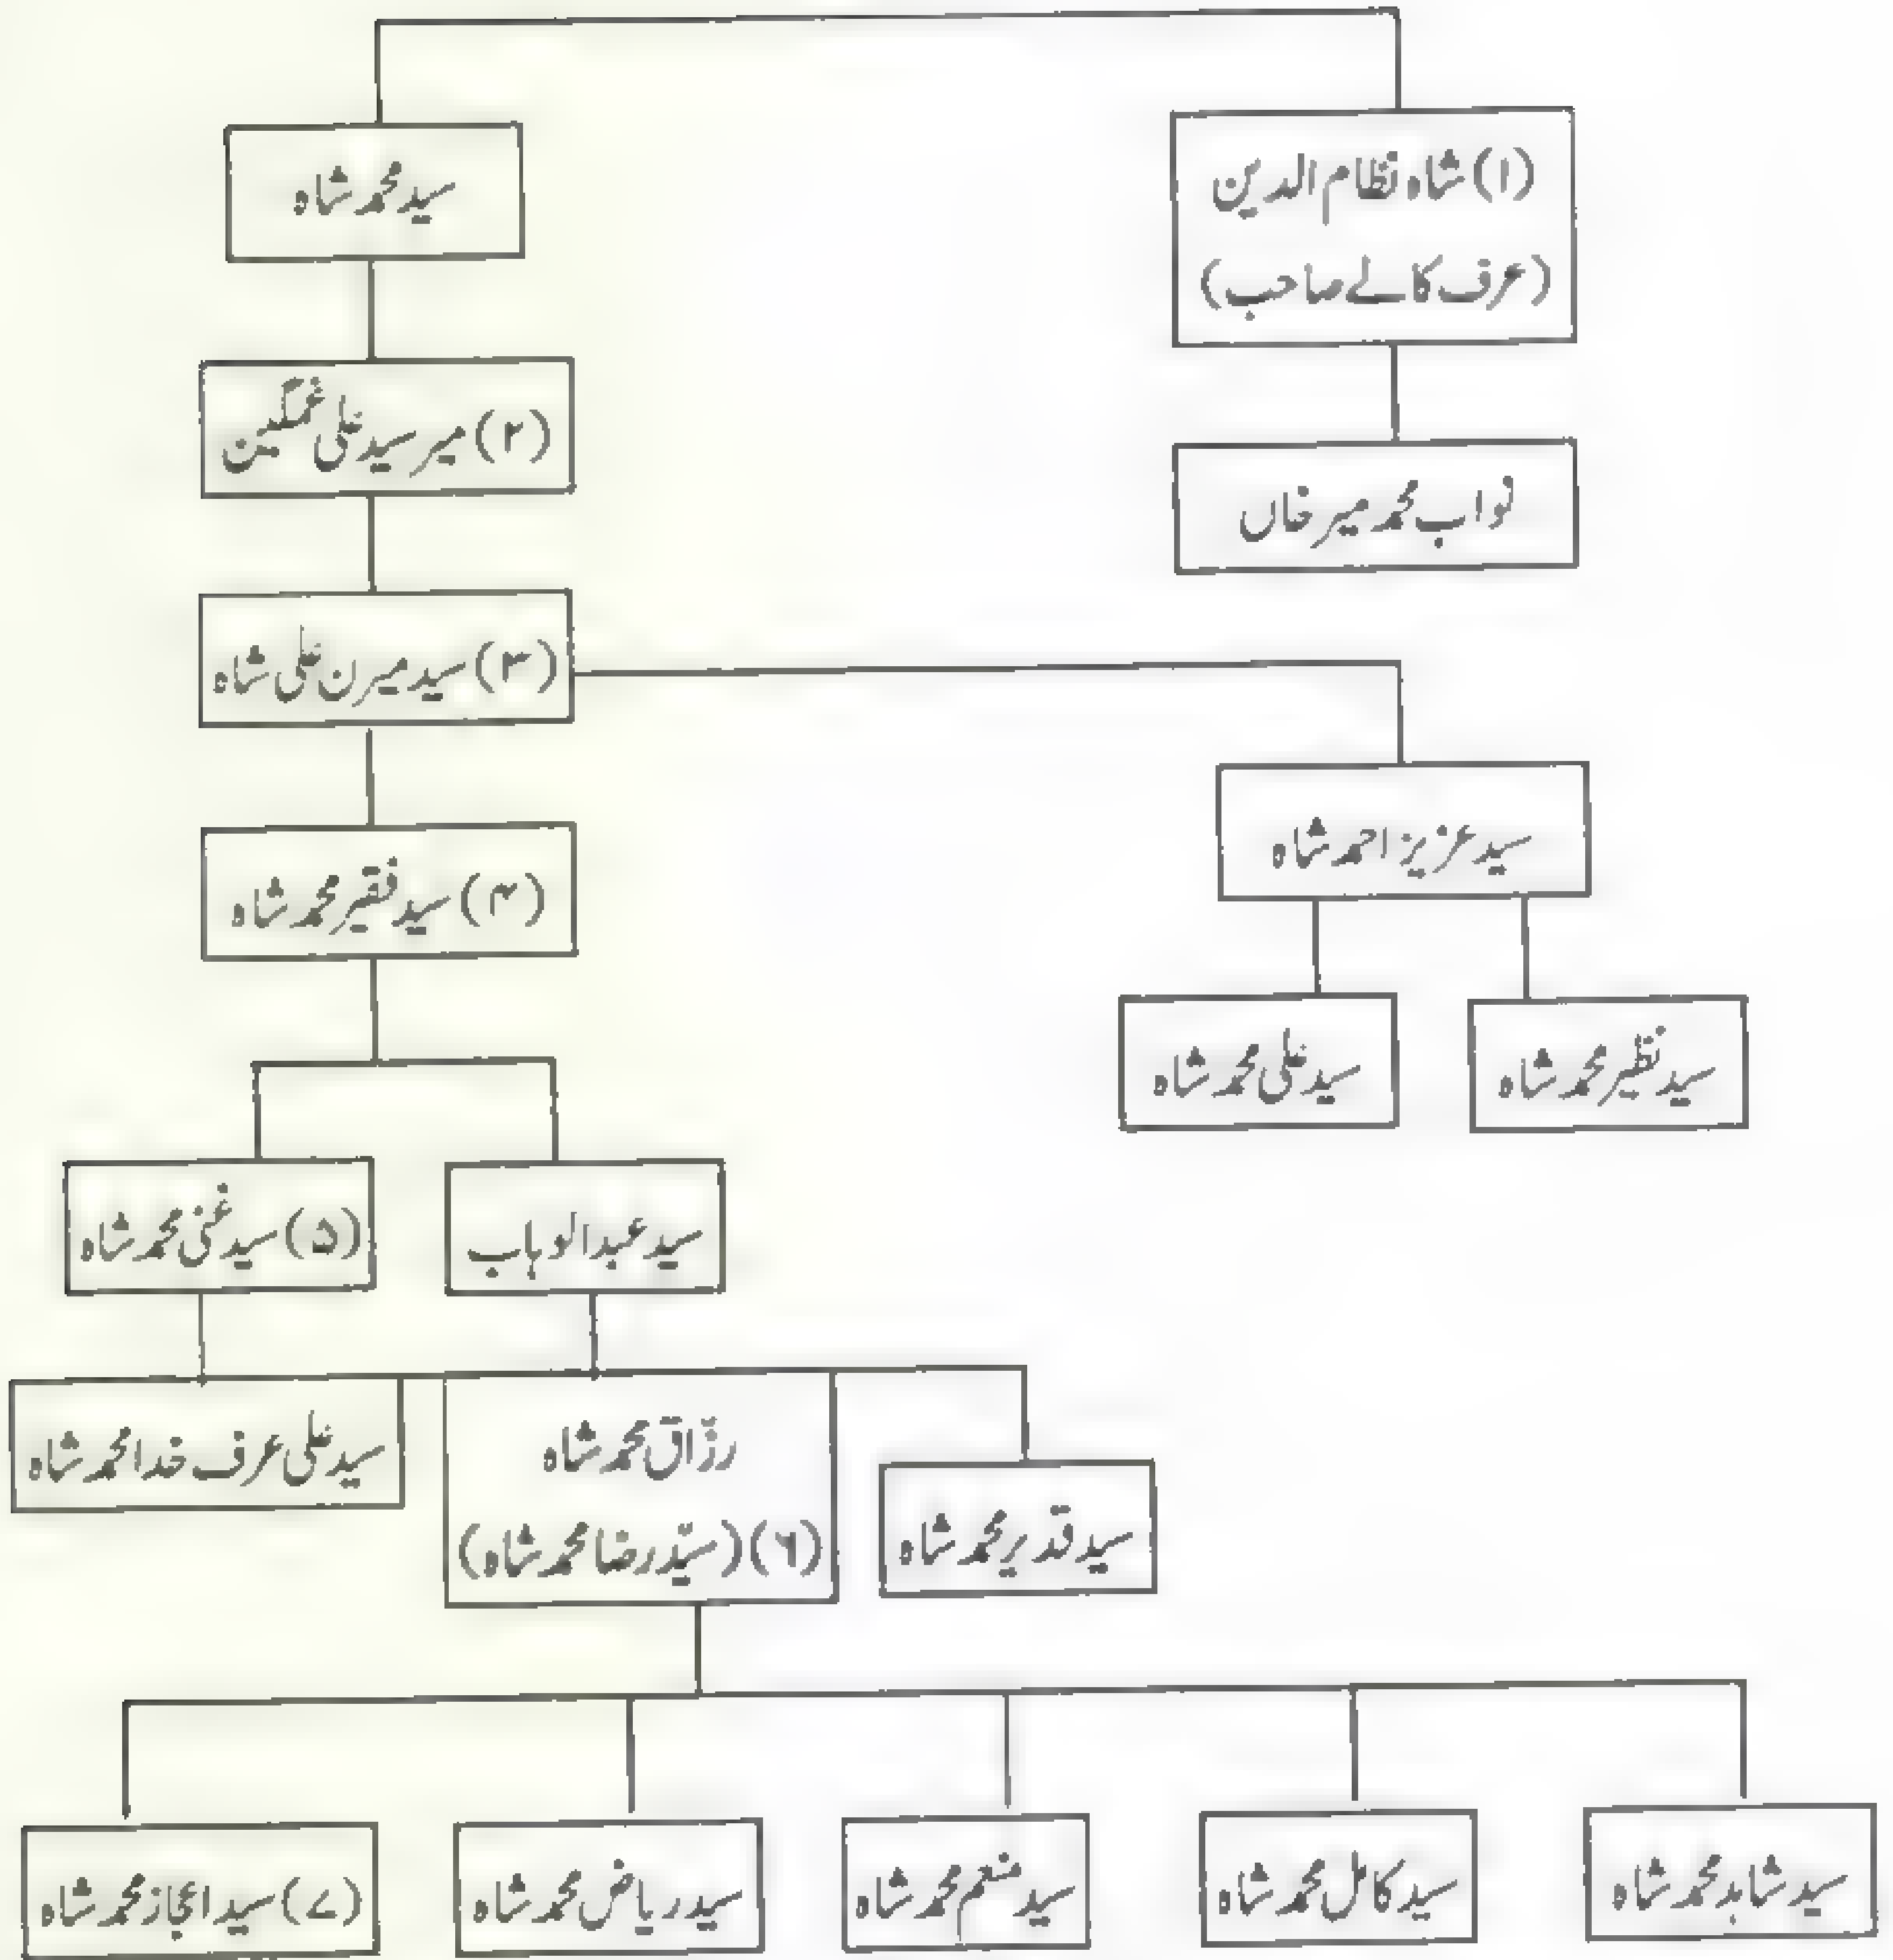 (۱) شاہ نظام الدین
(عرف کالے صاحب)
سید محمد شاہ
(۲) میر سید علی غمگین
نواب محمد میر خاں
(۳) سید میرن علی شاہ
سید عزیز احمد شاہ
(۴) سید فقیر محمد شاہ
سید نظیر محمد شاہ
سید علی محمد شاہ
سید عبدالوہاب
(۵) سید غنی محمد شاہ
سید قدیر محمد شاہ
رزّاق محمد شاہ
(٦) (سیّد رضا محمد شاہ)
سید علی عرف خدا محمد شاہ
سید شاہد محمد شاہ
سید کامل محمد شاہ
سید منعم محمد شاہ
سید ریاض محمد شاہ
(۷) سید اعجاز محمد شاہ